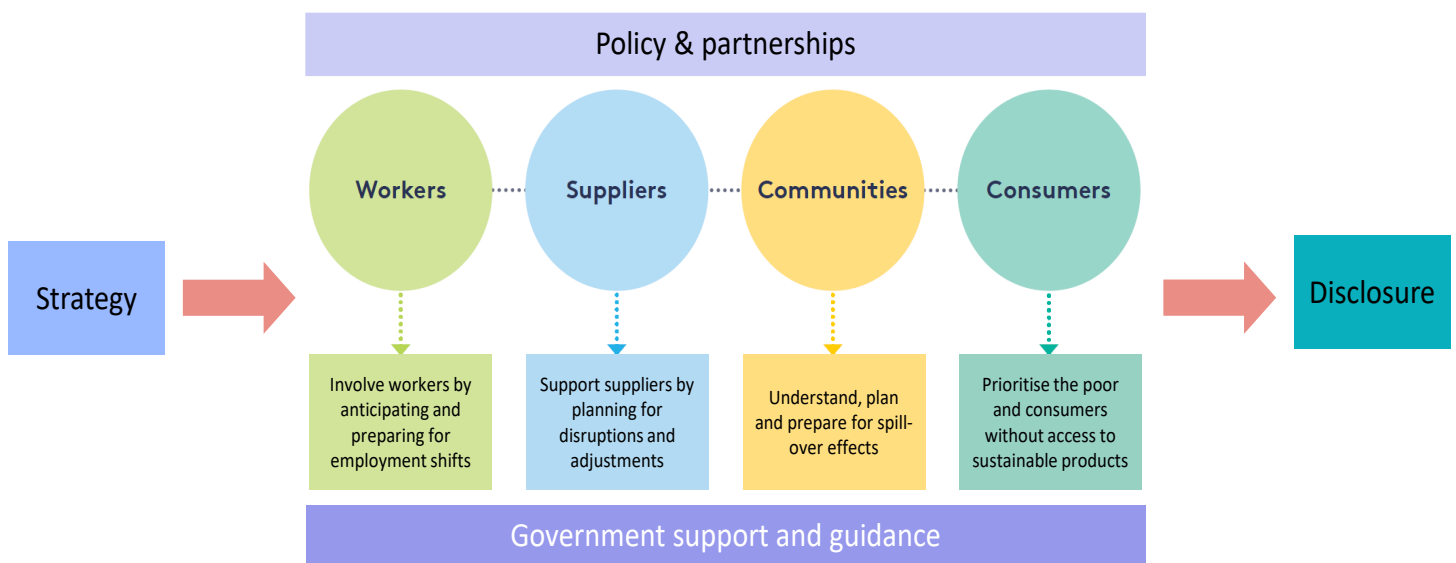 Policy & partnerships
Workers
Suppliers
Communities
Consumers
Strategy
Disclosure
Involve workers by
anticipating and
preparing for
employment shifts
Support suppliers by
planning for
disruptions and
adjustments
Understand, plan
and prepare for spill-
over effects
Prioritise the poor
and consumers
without access to
sustainable products
Government support and guidance